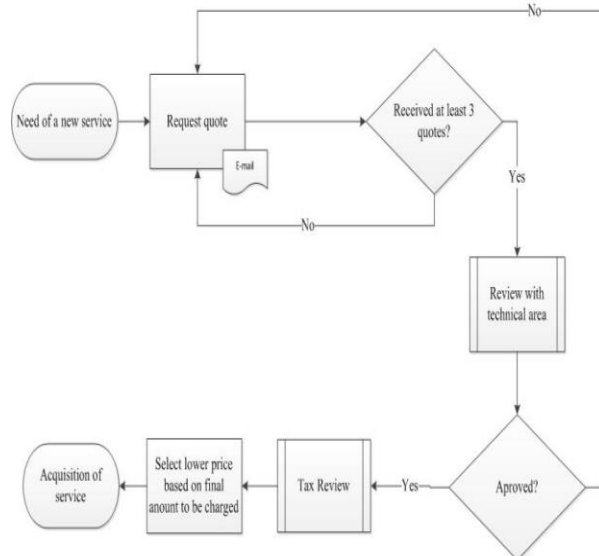 No
Need of a new service
Request quote
E-mail
Received at least 3
quotes?
No
Yes
Review with
technical area
Acquisition of
service
Select lower price
based on final
amount to be
charged
Tax Review
Yes
Aproved?